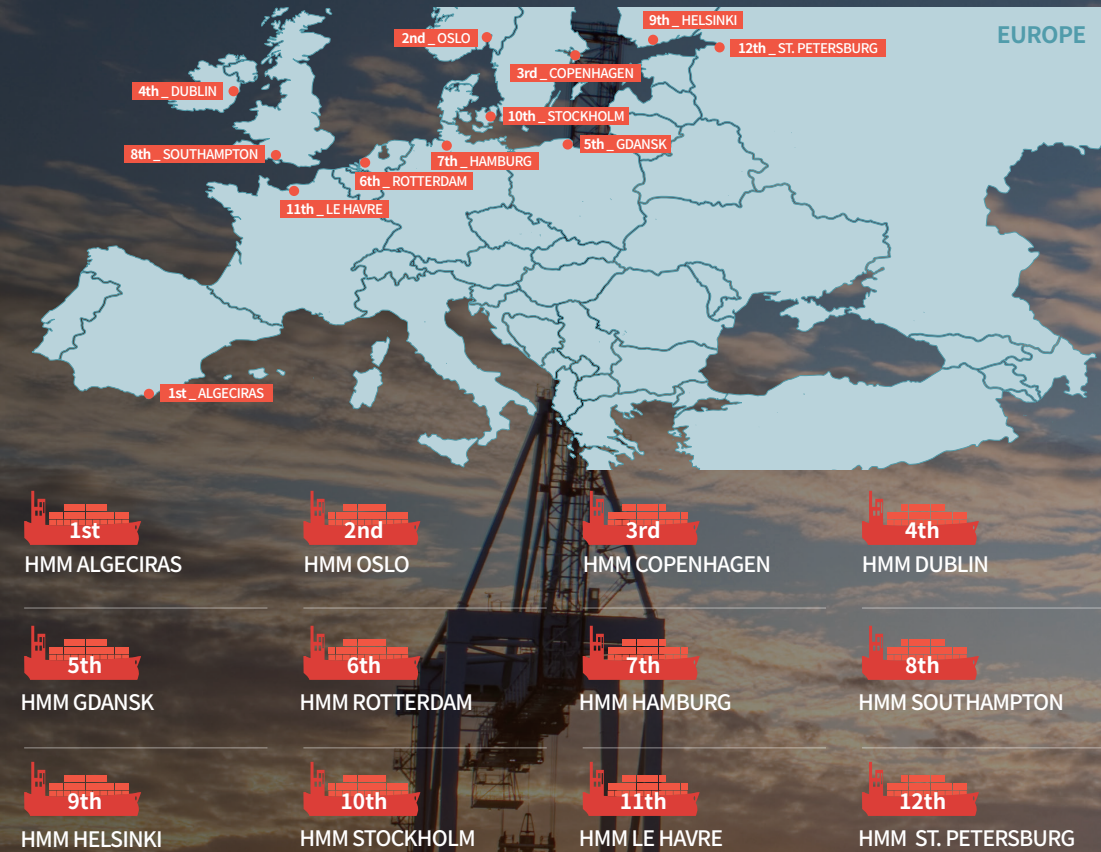 9th _ HELSINKI
EUROPE
2nd _ OSLO
12th _ ST. PETERSBURG
3rd _ COPENHAGEN
4th _ DUBLIN
10th _ STOCKHOLM
5th _ GDANSK
8th _ SOUTHAMPTON
7th _ HAMBURG
6th _ ROTTERDAM
11th _ LE HAVRE
1st _ ALGECIRAS
1st
2nd
3rd
4th
HMM ALGECIRAS
HMM OSLO
HMM COPENHAGEN
HMM DUBLIN
5th
6th
7th
8th
HMM GDANSK
HMM ROTTERDAM
HMM HAMBURG
HMM SOUTHAMPTON
9th
10th
11th
12th
HMM HELSINKI
HMM STOCKHOLM
HMM LE HAVRE
HMM ST. PETERSBURG